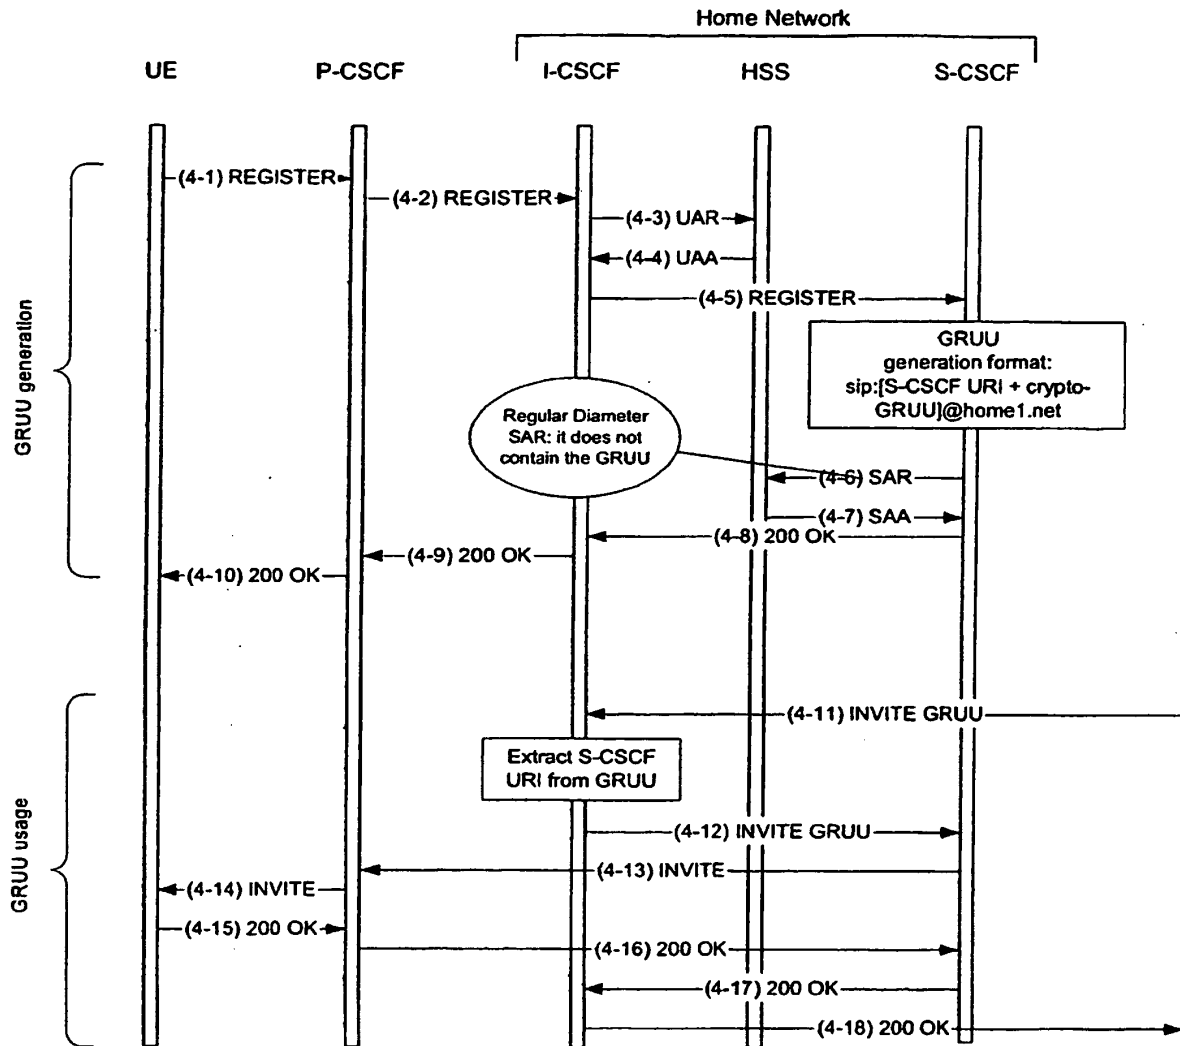 Home Network
UE
P-CSCF
I-CSCF
HSS
S-CSCF
GRUU generation
(4-1) REGISTER
(4-2) REGISTER
(4-3) UAR
(4-4) UAA
(4-5) REGISTER
GRUU
generation format:
sip:[S-CSCF URI + crypto-
GRUU]@home1.net
Regular Diameter
SAR: it does not
contain the GRUU
(4-6) SAR
(4-7) SAA
(4-8) 200 OK
(4-9) 200 OK
(4-10) 200 OK
GRUU usage
(4-11) INVITE GRUU
Extract S-CSCF
URI from GRUU
(4-12) INVITE GRUU
(4-13) INVITE
(4-14) INVITE
(4-15) 200 OK
(4-16) 200 OK
(4-17) 200 OK
(4-18) 200 OK